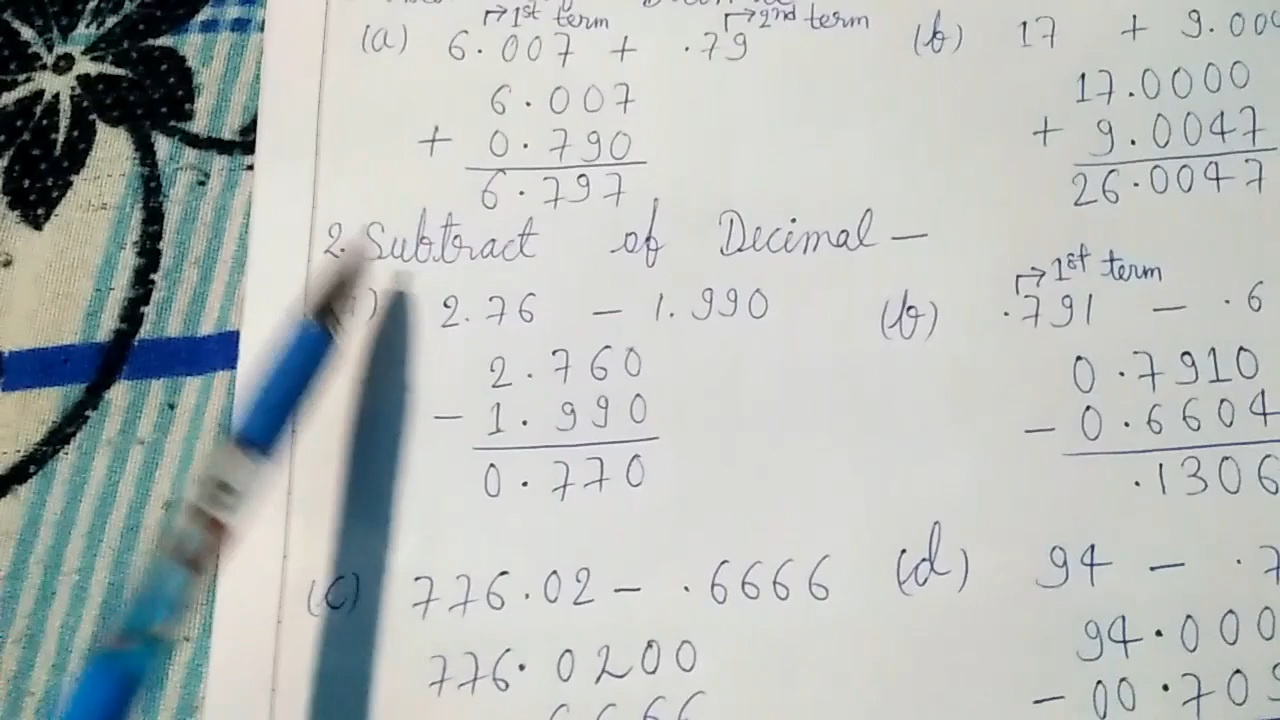 1st term 2nd term
(a) 6.007 + .79
6.007
+ 0.790
6.797
(b) 17 + 9.00
17.0000
+ 9.0047
26.0047
2. Subtract of Decimal —
2.76 - 1.990
2.760
- 1.990
0.770
1st term
(b) .791 - .6
0.7910
- 0.6604
.1306
(c) 776.02 - .6666
776.0200
(d) 94 - .7
94.000
- 00.70